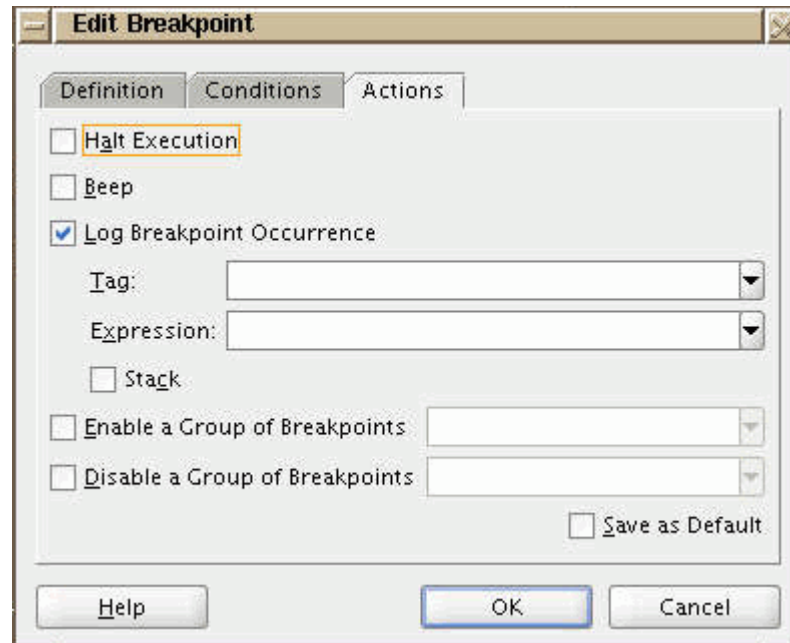 Edit Breakpoint
Definition Conditions Actions
Halt Execution
Beep
Log Breakpoint Occurrence
Tag:
Expression:
Stack
Enable a Group of Breakpoints
Disable a Group of Breakpoints
Save as Default
Help OK Cancel